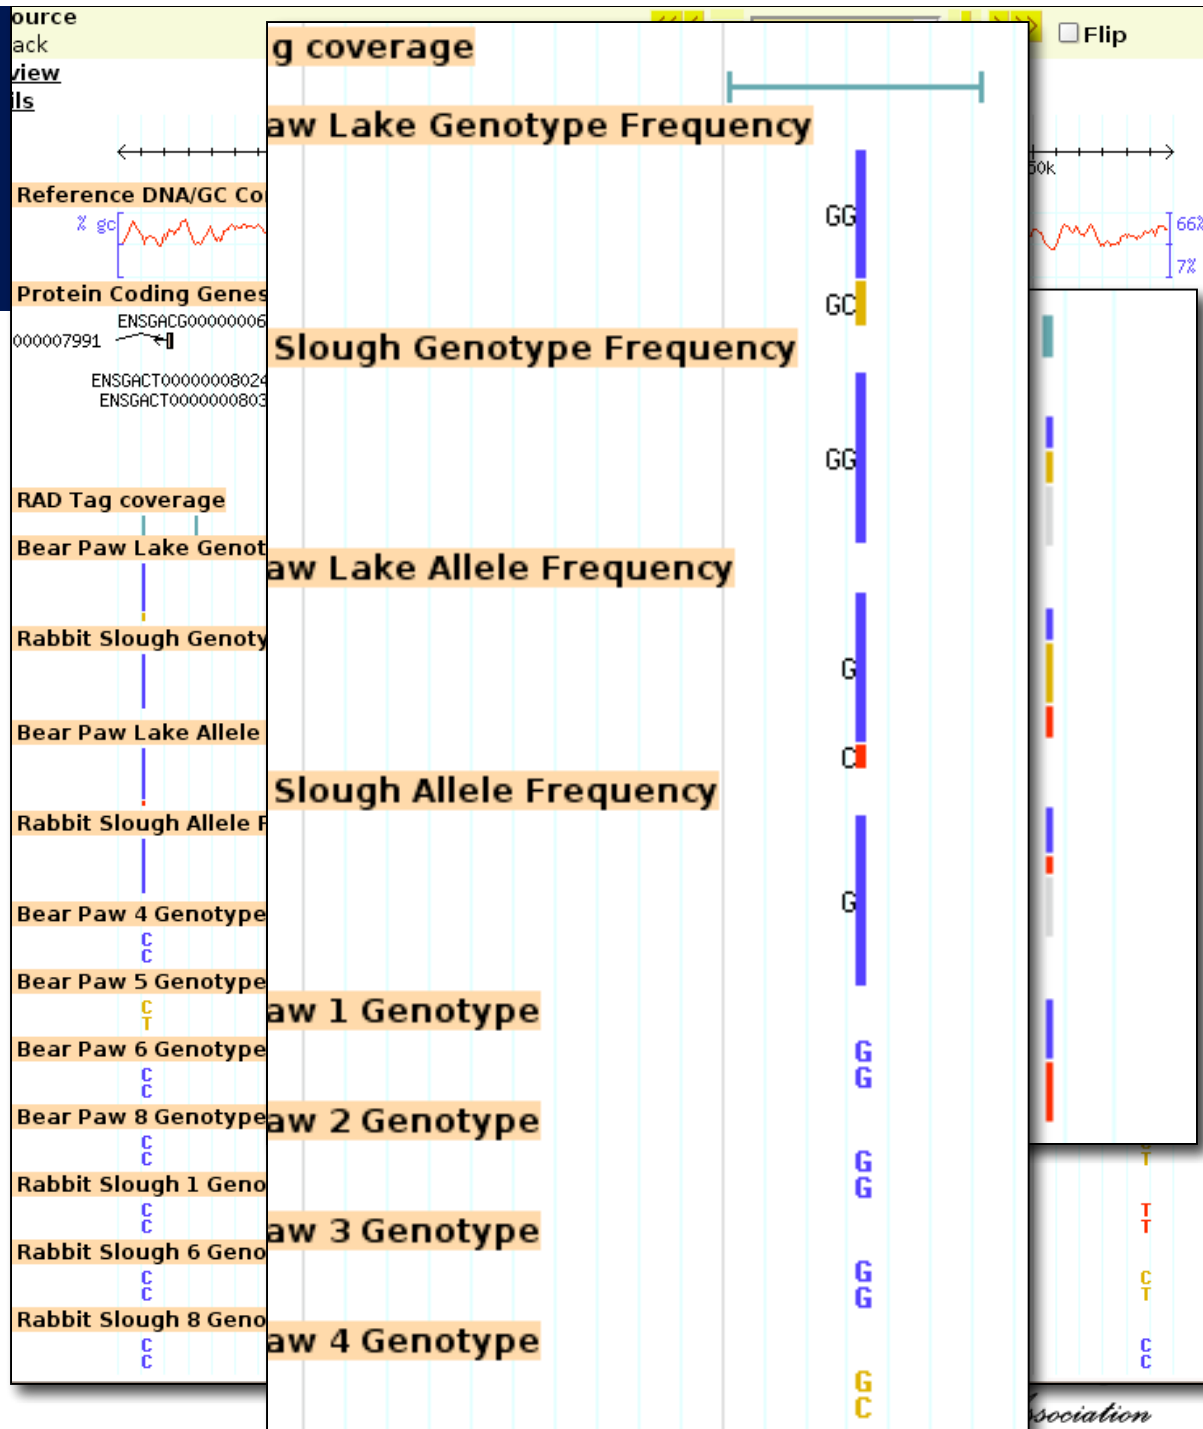 ource
ack
view
ils
Flip
50k
Reference DNA/GC Co
% gc
66%
7%
Protein Coding Genes
ENSGACG00000006
000007991
ENSGACT00000008024
ENSGACT0000000803
RAD Tag coverage
Bear Paw Lake Genot
Rabbit Slough Genoty
Bear Paw Lake Allele
Rabbit Slough Allele F
Bear Paw 4 Genotype
C
C
Bear Paw 5 Genotype
C
T
Bear Paw 6 Genotype
C
C
Bear Paw 8 Genotype
C
C
Rabbit Slough 1 Geno
C
C
Rabbit Slough 6 Geno
C
C
Rabbit Slough 8 Geno
C
C
g coverage
aw Lake Genotype Frequency
GG
GC
Slough Genotype Frequency
GG
aw Lake Allele Frequency
G
C
Slough Allele Frequency
G
aw 1 Genotype
G
G
aw 2 Genotype
G
G
aw 3 Genotype
G
G
aw 4 Genotype
G
C
T
T
T
C
T
C
C
sociation